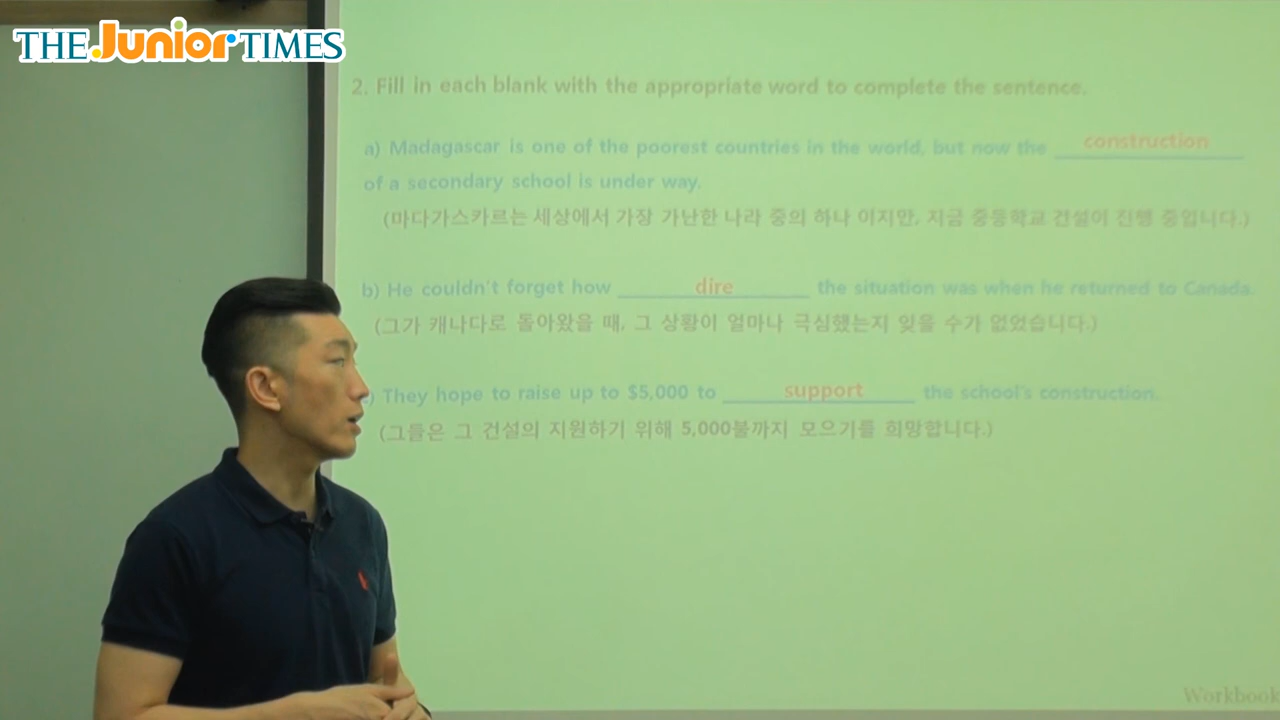 THE Junior TIMES
2. Fill in each blank with the appropriate word to complete the sentence.
a) Madagascar is one of the poorest countries in the world, but now the construction
of a secondary school is under way.
(마다가스카르는 세상에서 가장 가난한 나라 중의 하나 이지만, 지금 중등학교 건설이 진행 중입니다.)
b) He couldn't forget how dire the situation was when he returned to Canada.
(그가 캐나다로 돌아왔을 때, 그 상황이 얼마나 극심했는지 잊을 수가 없었습니다.)
) They hope to raise up to $5,000 to support the school's construction.
(그들은 그 건설의 지원하기 위해 5,000불까지 모으기를 희망합니다.)
Workbook